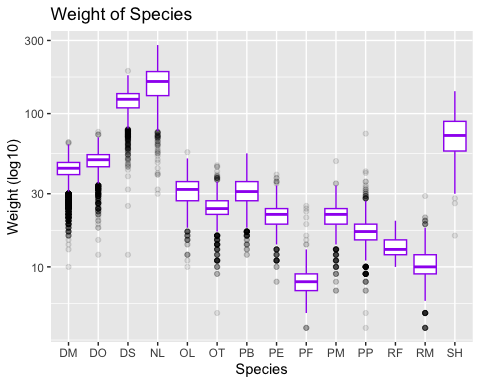 Weight of Species
Weight (log10)
300
100
30
10
DM DO DS NL OL OT PB PE PF PM PP RF RM SH
Species